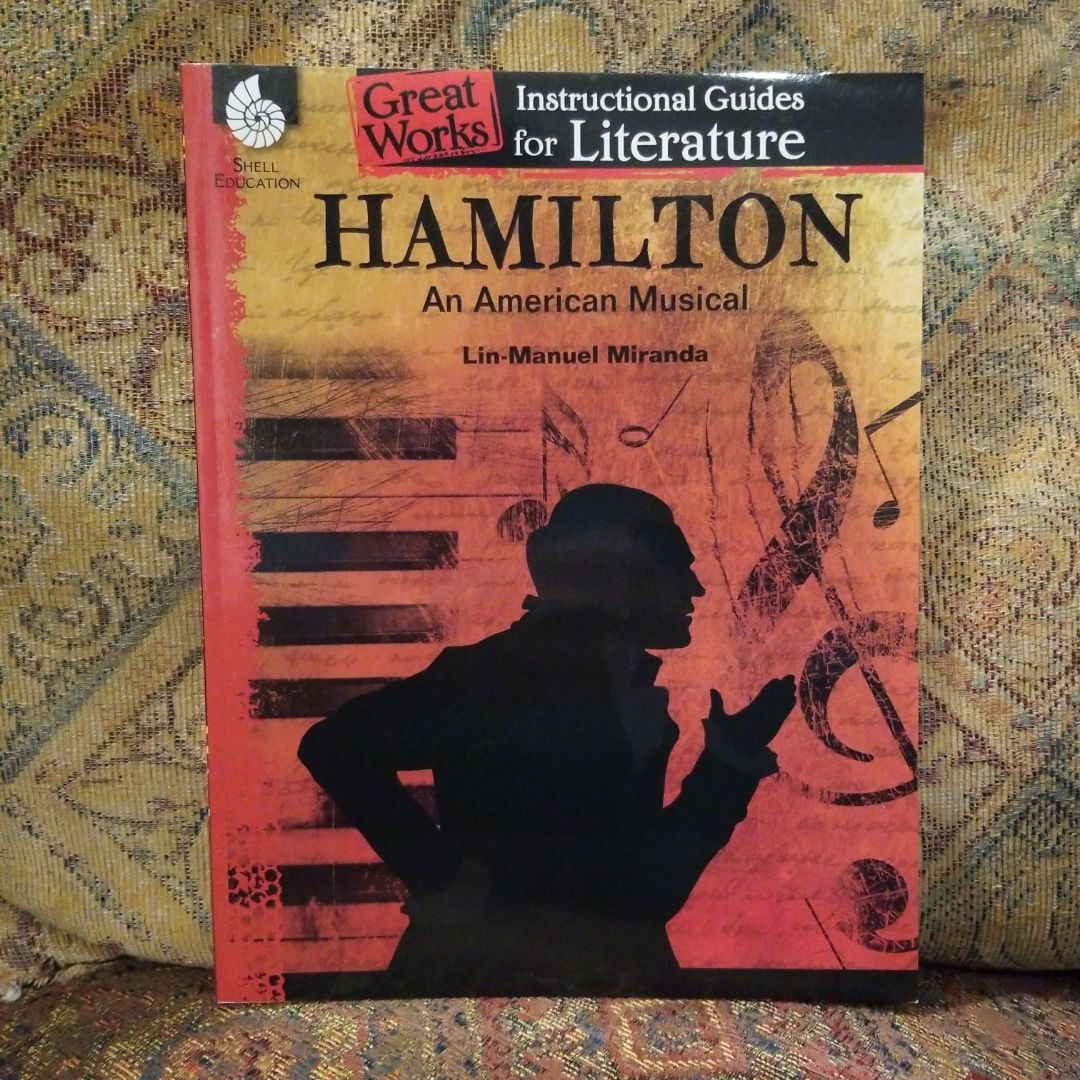 SHELL
EDUCATION
Great
Works
Instructional Guides
for Literature
HAMILTON
An American Musical
Lin-Manuel Miranda